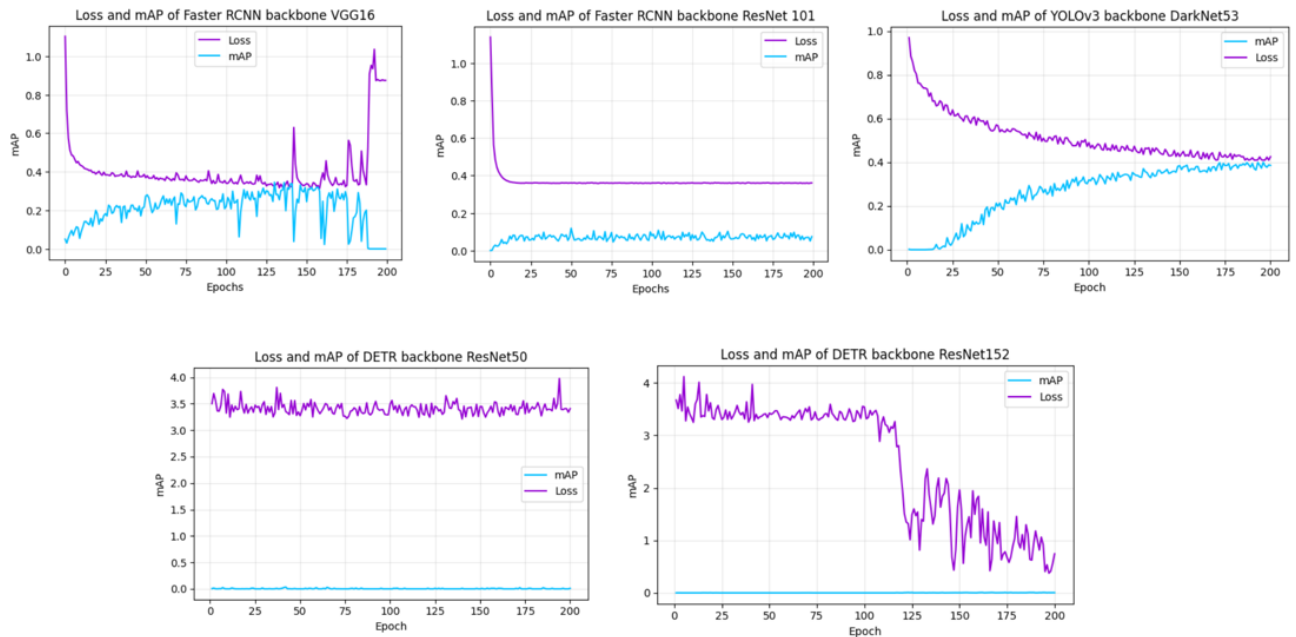 Loss and mAP of Faster RCNN backbone VGG16
Loss
mAP
1.0
0.8
0.6
0.4
0.2
0.0
mAP
0 25 50 75 100 125 150 175 200
Epochs
Loss and mAP of Faster RCNN backbone ResNet 101
Loss
mAP
1.0
0.8
0.6
0.4
0.2
0.0
mAP
0 25 50 75 100 125 150 175 200
Epochs
Loss and mAP of YOLOv3 backbone DarkNet53
mAP
Loss
1.0
0.8
0.6
0.4
0.2
0.0
mAP
0 25 50 75 100 125 150 175 200
Epoch
Loss and mAP of DETR backbone ResNet50
4.0
3.5
3.0
2.5
2.0
1.5
1.0
0.5
0.0
mAP
mAP
Loss
0 25 50 75 100 125 150 175 200
Epoch
Loss and mAP of DETR backbone ResNet152
mAP
Loss
4
3
2
1
0
mAP
0 25 50 75 100 125 150 175 200
Epoch